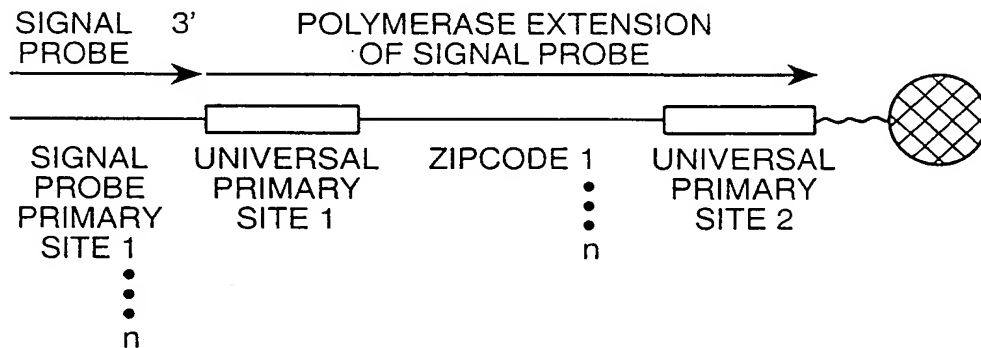 SIGNAL 3’
PROBE
POLYMERASE EXTENSION
OF SIGNAL PROBE
SIGNAL
PROBE
PRIMARY
SITE 1
n
UNIVERSAL
PRIMARY
SITE 1
ZIPCODE 1
n
UNIVERSAL
PRIMARY
SITE 2